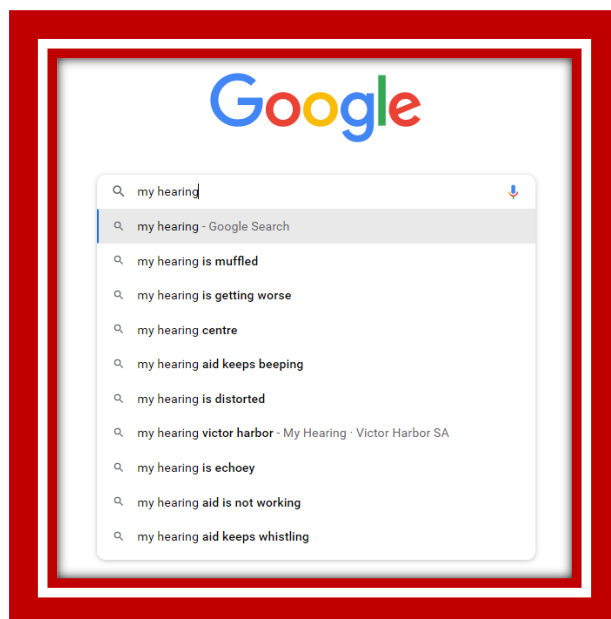 Google
my hearing
my hearing - Google Search
my hearing is muffled
my hearing is getting worse
my hearing centre
my hearing aid keeps beeping
my hearing is distorted
my hearing victor harbor - My Hearing · Victor Harbor SA
my hearing is echoey
my hearing aid is not working
my hearing aid keeps whistling